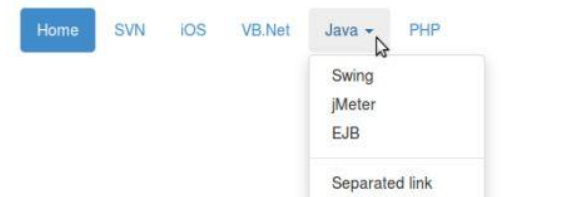 Home SVN iOS VB.Net Java PHP
Swing
jMeter
EJB
Separated link